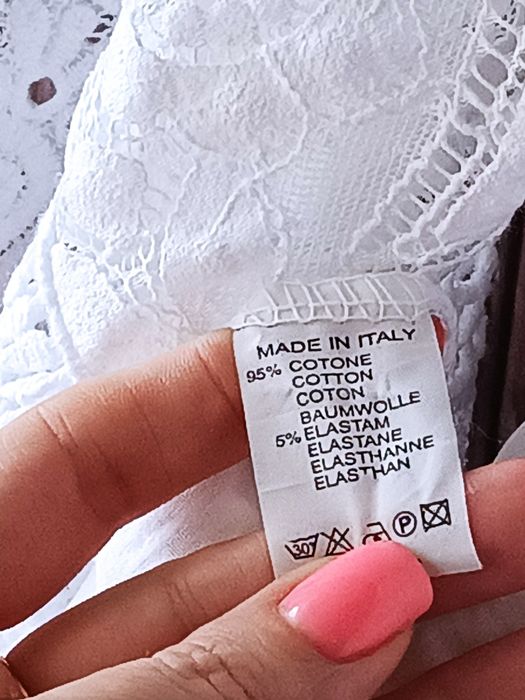 MADE IN ITALY
95% COTONE
COTTON
COTON
BAUMWOLLE
5% ELASTAM
ELASTANE
ELASTHANNE
ELASTHAN
30 P